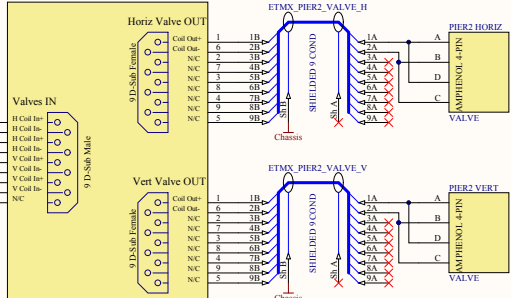 ETMX_PIER2_VALVE_H
Horiz Valve OUT
9 D-Sub Female
Coil Out+ 1 1B
Coil Out- 6 2B
N/C 2 3B
N/C 7 4B
N/C 3 5B
N/C 8 6B
N/C 4 7B
N/C 9 8B
N/C 5 9B
Sh B
Chassis
SHIELDED 9 COND
Sh A
1A
2A
3A
4A
5A
6A
7A
8A
9A
PIER2 HORIZ
A
B
D
C
AMPHENOL 4-PIN
VALVE
Valves IN
H Coil In+
H Coil In-
H Coil In+
H Coil In-
V Coil In+
V Coil In-
V Coil In+
V Coil In-
N/C
9 D-Sub Male
ETMX_PIER2_VALVE_V
Vert Valve OUT
9 D-Sub Female
Coil Out+ 1 1B
Coil Out- 6 2B
N/C 2 3B
N/C 7 4B
N/C 3 5B
N/C 8 6B
N/C 4 7B
N/C 9 8B
N/C 5 9B
Sh B
Chassis
SHIELDED 9 COND
Sh A
1A
2A
3A
4A
5A
6A
7A
8A
9A
PIER2 VERT
A
B
D
C
AMPHENOL 4-PIN
VALVE